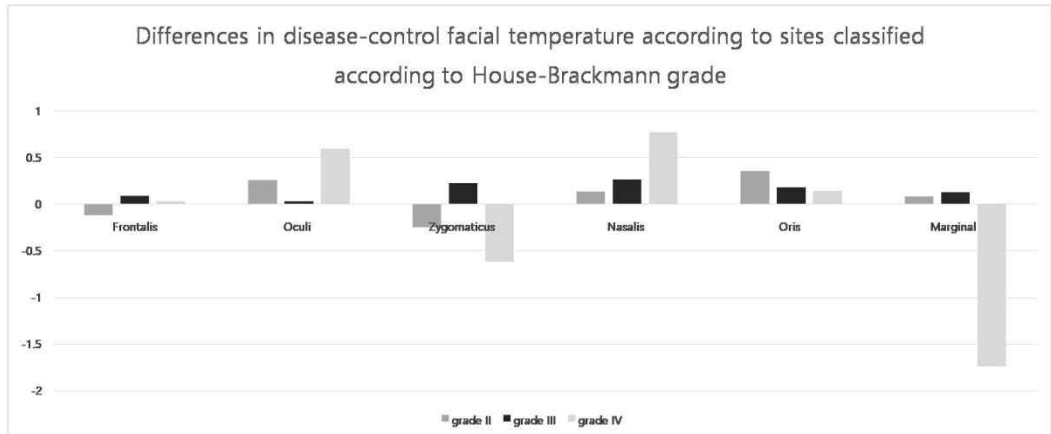 Differences in disease-control facial temperature according to sites classified
according to House-Brackmann grade
1
0.5
0
Frontalis Oculi Zygomaticus Nasalis Oris Marginal
-0.5
-1
-1.5
-2
grade II grade III grade IV